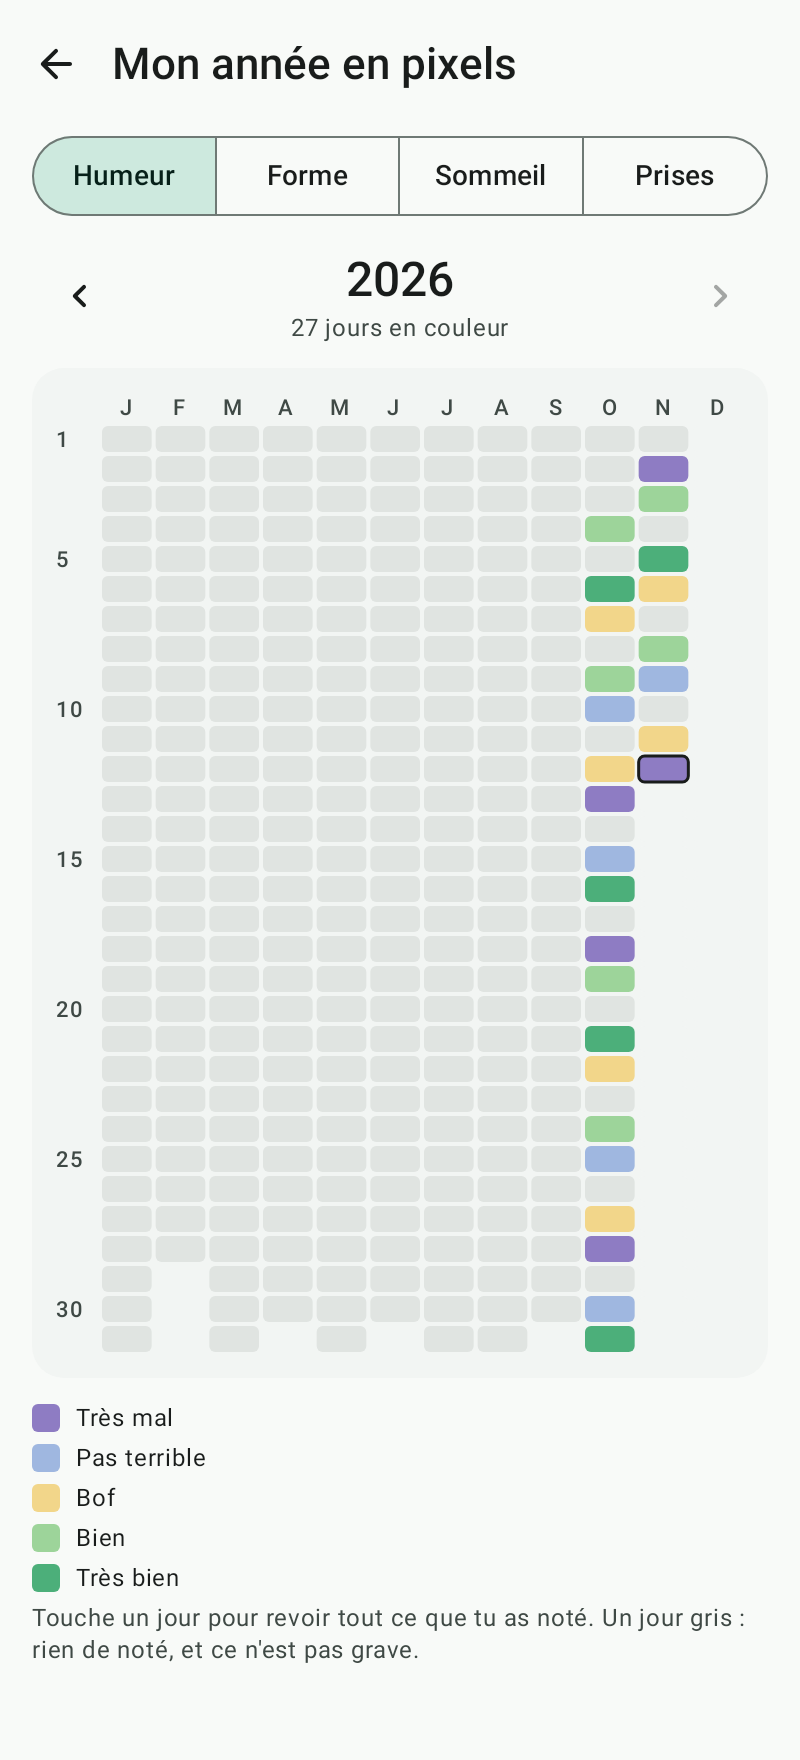 Mon année en pixels
Humeur Forme Sommeil Prises
2026
27 jours en couleur
J F M A M J J A S O N D
1
5
10
15
20
25
30
Très mal
Pas terrible
Bof
Bien
Très bien
Touche un jour pour revoir tout ce que tu as noté. Un jour gris :
rien de noté, et ce n'est pas grave.